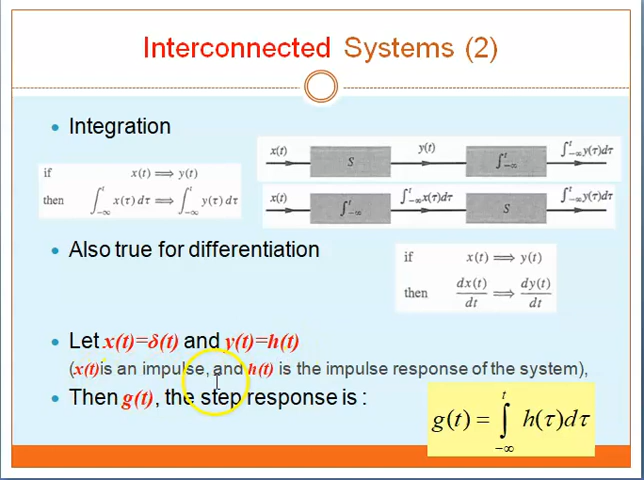 Interconnected Systems (2)
• Integration
x(t) S y(t) ∫_{-∞}^{t} ∫_{-∞}^{t} y(τ)dτ
if x(t) ⟹ y(t)
then ∫_{-∞}^{t} x(τ) dτ ⟹ ∫_{-∞}^{t} y(τ) dτ
x(t) ∫_{-∞}^{t} ∫_{-∞}^{t} x(τ)dτ S ∫_{-∞}^{t} y(τ)dτ
• Also true for differentiation
if x(t) ⟹ y(t)
then dx(t)/dt ⟹ dy(t)/dt
• Let x(t)=δ(t) and y(t)=h(t)
(x(t)is an impulse, and h(t) is the impulse response of the system),
• Then g(t), the step response is :
g(t) = ∫_{-∞}^{t} h(τ)dτ